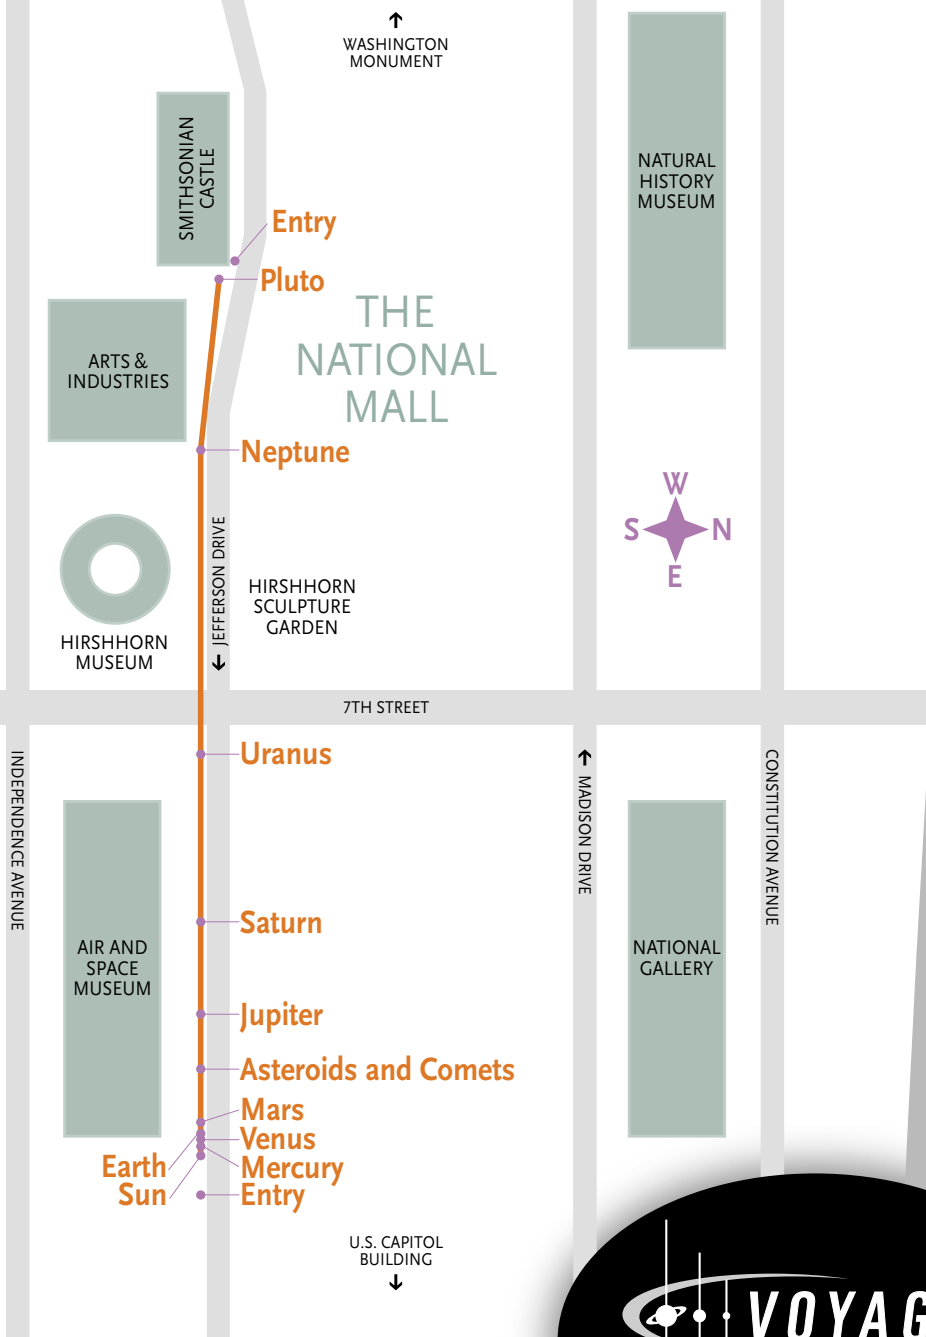 WASHINGTON
MONUMENT
SMITHSONIAN
CASTLE
NATURAL
HISTORY
MUSEUM
Entry
Pluto
THE
NATIONAL
MALL
ARTS &
INDUSTRIES
Neptune
W
S
N
E
JEFFERSON DRIVE
HIRSHHORN
SCULPTURE
GARDEN
HIRSHHORN
MUSEUM
7TH STREET
Uranus
INDEPENDENCE AVENUE
MADISON DRIVE
CONSTITUTION AVENUE
Saturn
AIR AND
SPACE
MUSEUM
NATIONAL
GALLERY
Jupiter
Asteroids and Comets
Mars
Venus
Earth
Mercury
Sun
Entry
U.S. CAPITOL
BUILDING
VOYAG